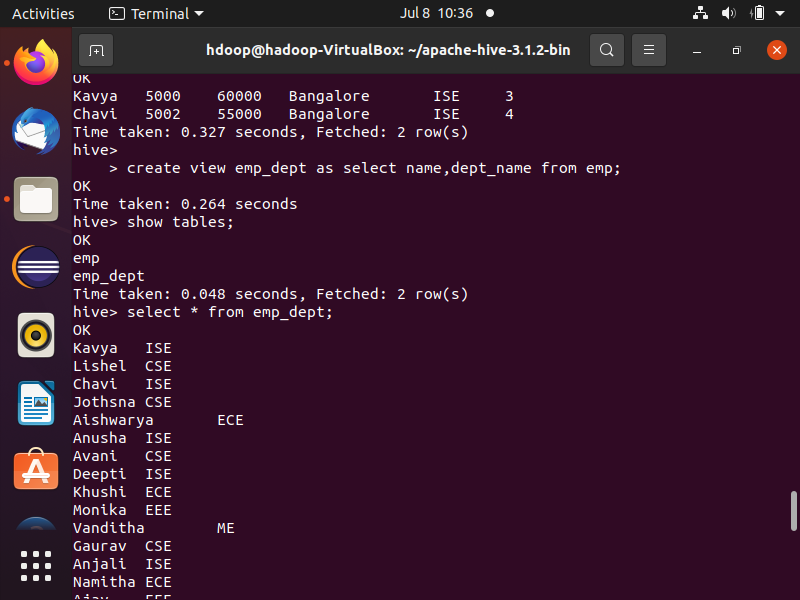 Activities Terminal Jul 8 10:36
hdoop@hadoop-VirtualBox: ~/apache-hive-3.1.2-bin
OK
Kavya 5000 60000 Bangalore ISE 3
Chavi 5002 55000 Bangalore ISE 4
Time taken: 0.327 seconds, Fetched: 2 row(s)
hive>
> create view emp_dept as select name,dept_name from emp;
OK
Time taken: 0.264 seconds
hive> show tables;
OK
emp
emp_dept
Time taken: 0.048 seconds, Fetched: 2 row(s)
hive> select * from emp_dept;
OK
Kavya ISE
Lishel CSE
Chavi ISE
Jothsna CSE
Aishwarya ECE
Anusha ISE
Avani CSE
Deepti ISE
Khushi ECE
Monika EEE
Vanditha ME
Gaurav CSE
Anjali ISE
Namitha ECE